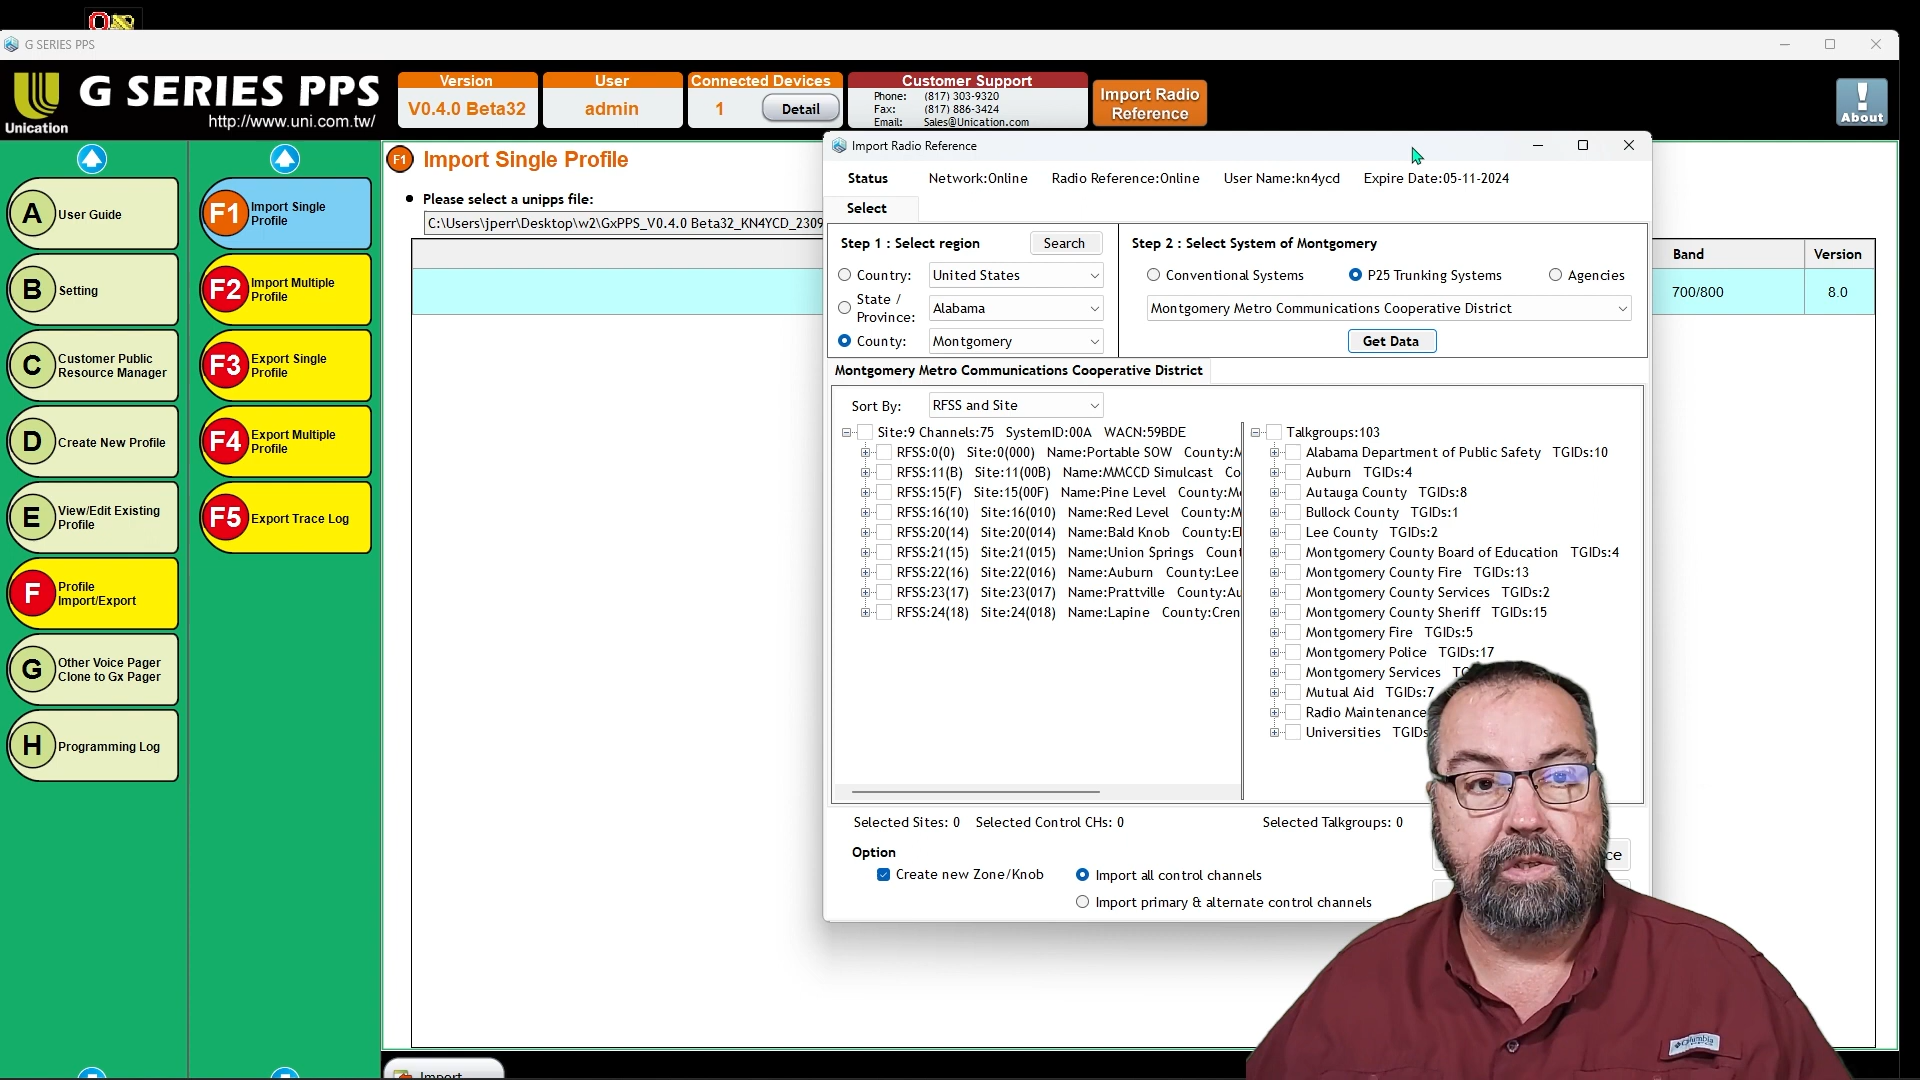 G SERIES PPS
Unication
G SERIES PPS
http://www.uni.com.tw/
Version
V0.4.0 Beta32
User
admin
Connected Devices
1
Detail
Customer Support
Phone: (817) 303-9320
Fax: (817) 886-3424
Email: Sales@Unication.com
Import Radio
Reference
!
About
A User Guide
B Setting
C Customer Public
Resource Manager
D Create New Profile
E View/Edit Existing
Profile
F Profile
Import/Export
G Other Voice Pager
Clone to Gx Pager
H Programming Log
F1 Import Single
Profile
F2 Import Multiple
Profile
F3 Export Single
Profile
F4 Export Multiple
Profile
F5 Export Trace Log
F1 Import Single Profile
Please select a unipps file:
C:\Users\jperr\Desktop\w2\GxPPS_V0.4.0 Beta32_KN4YCD_2309
Band Version
700/800 8.0
Import Radio Reference
Status Network:Online Radio Reference:Online User Name:kn4ycd Expire Date:05-11-2024
Select
Step 1 : Select region Search
Country: United States
State /
Province: Alabama
County: Montgomery
Step 2 : Select System of Montgomery
Conventional Systems P25 Trunking Systems Agencies
Montgomery Metro Communications Cooperative District
Get Data
Montgomery Metro Communications Cooperative District
Sort By: RFSS and Site
Site:9 Channels:75 SystemID:00A WACN:59BDE
RFSS:0(0) Site:0(000) Name:Portable SOW County:M
RFSS:11(B) Site:11(00B) Name:MMCCD Simulcast Co
RFSS:15(F) Site:15(00F) Name:Pine Level County:Mo
RFSS:16(10) Site:16(010) Name:Red Level County:M
RFSS:20(14) Site:20(014) Name:Bald Knob County:El
RFSS:21(15) Site:21(015) Name:Union Springs Count
RFSS:22(16) Site:22(016) Name:Auburn County:Lee
RFSS:23(17) Site:23(017) Name:Prattville County:Au
RFSS:24(18) Site:24(018) Name:Lapine County:Cren
Talkgroups:103
Alabama Department of Public Safety TGIDs:10
Auburn TGIDs:4
Autauga County TGIDs:8
Bullock County TGIDs:1
Lee County TGIDs:2
Montgomery County Board of Education TGIDs:4
Montgomery County Fire TGIDs:13
Montgomery County Services TGIDs:2
Montgomery County Sheriff TGIDs:15
Montgomery Fire TGIDs:5
Montgomery Police TGIDs:17
Montgomery Services TG
Mutual Aid TGIDs:7
Radio Maintenance
Universities TGIDs
Selected Sites: 0 Selected Control CHs: 0 Selected Talkgroups: 0
Option
Create new Zone/Knob
Import all control channels
Import primary & alternate control channels
ce
Import
Columbia